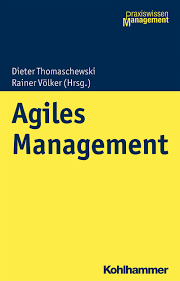 praxiswissen
Management
Dieter Thomaschewski
Rainer Völker (Hrsg.)
Agiles
Management
Kohlhammer